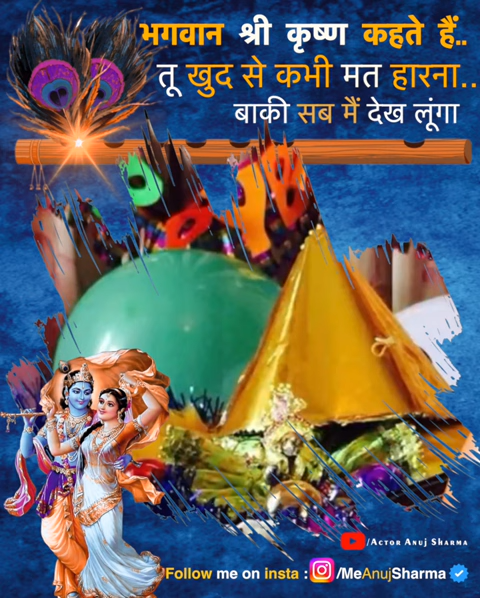 भगवान श्री कृष्ण कहते हैं..
तू खुद से कभी मत हारना..
बाकी सब मैं देख लूंगा
/Actor Anuj Sharma
Follow me on insta : /MeAnujSharma